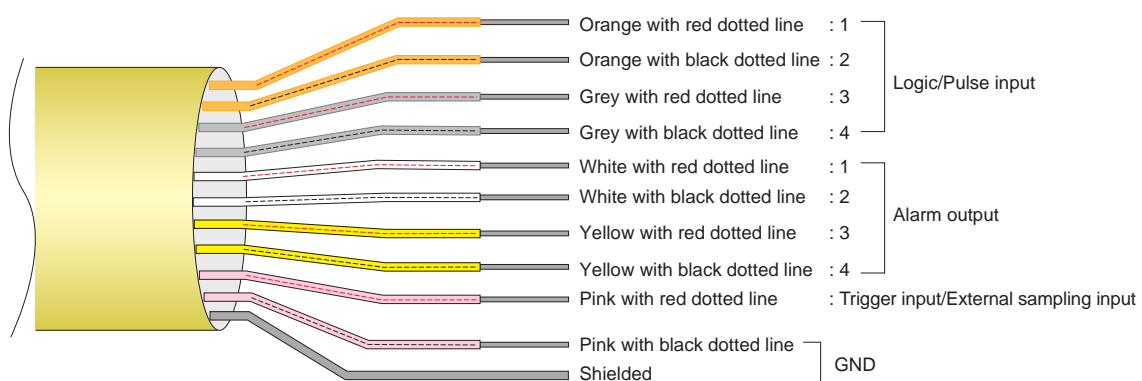 Orange with red dotted line : 1
Orange with black dotted line : 2
Logic/Pulse input
Grey with red dotted line : 3
Grey with black dotted line : 4
White with red dotted line : 1
White with black dotted line : 2
Alarm output
Yellow with red dotted line : 3
Yellow with black dotted line : 4
Pink with red dotted line : Trigger input/External sampling input
Pink with black dotted line
GND
Shielded